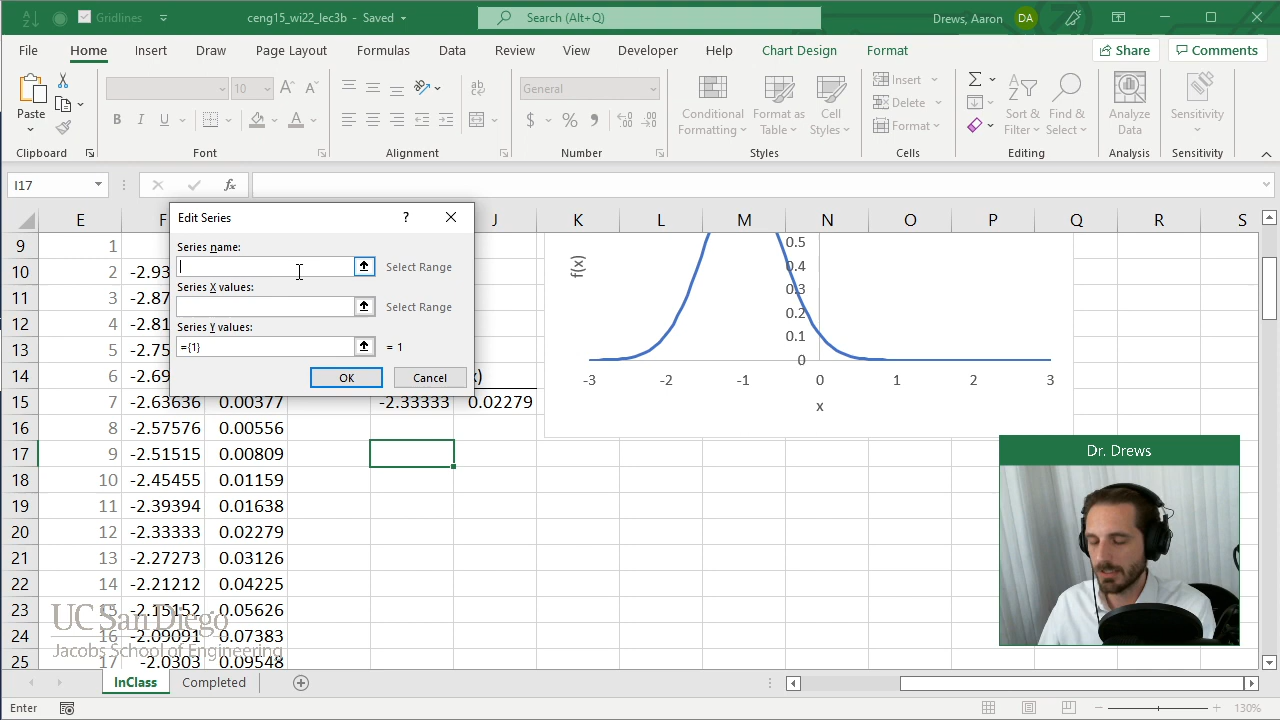 Gridlines
ceng15_wi22_lec3b - Saved
Search (Alt+Q)
Drews, Aaron
DA
File Home Insert Draw Page Layout Formulas Data Review View Developer Help Chart Design Format
Share
Comments
Paste
10
General
Conditional Formatting
Format as Table
Cell Styles
Insert
Delete
Format
Sort & Filter
Find & Select
Analyze Data
Sensitivity
Clipboard Font Alignment Number Styles Cells Editing Analysis Sensitivity
I17
fx
Edit Series
?
Series name:
Select Range
Series X values:
Select Range
Series Y values:
={1}
= 1
OK
Cancel
E F J K L M N O P Q R S
9 1
10 2 -2.93
11 3 -2.87
12 4 -2.81
13 5 -2.75
14 6 -2.69
15 7 -2.63636 0.00377 -2.33333 0.02279
16 8 -2.57576 0.00556
17 9 -2.51515 0.00809
18 10 -2.45455 0.01159
19 11 -2.39394 0.01638
20 12 -2.33333 0.02279
21 13 -2.27273 0.03126
22 14 -2.21212 0.04225
23 15 -2.15152 0.05626
24 16 -2.09091 0.07383
25 17 -2.0303 0.09548
f(x)
0.5
0.4
0.3
0.2
0.1
0
-3 -2 -1 0 1 2 3
x
Dr. Drews
UC San Diego
Jacobs School of Engineering
InClass
Completed
Enter
130%